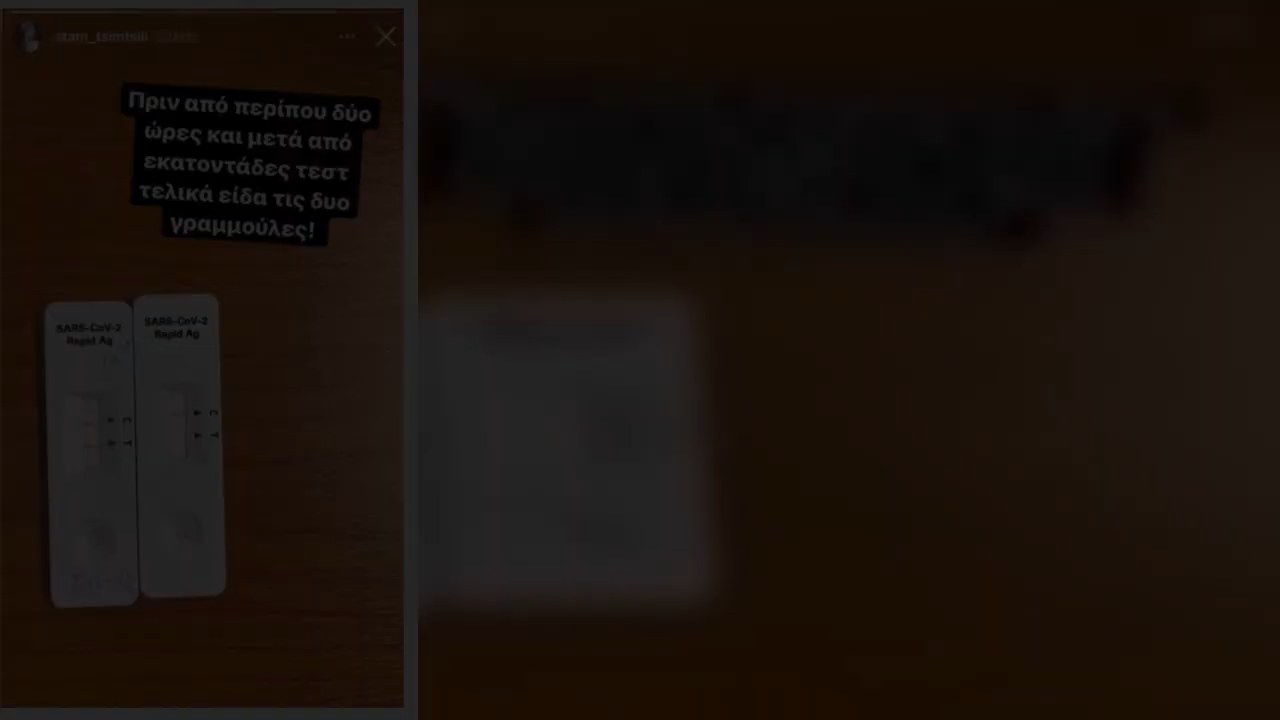 stam_tsimtsili
Πριν από περίπου δύο
ώρες και μετά από
εκατοντάδες τεστ
τελικά είδα τις δυο
γραμμούλες!
SARS-CoV-2
Rapid Ag
C
T
SARS-CoV-2
Rapid Ag
C
T